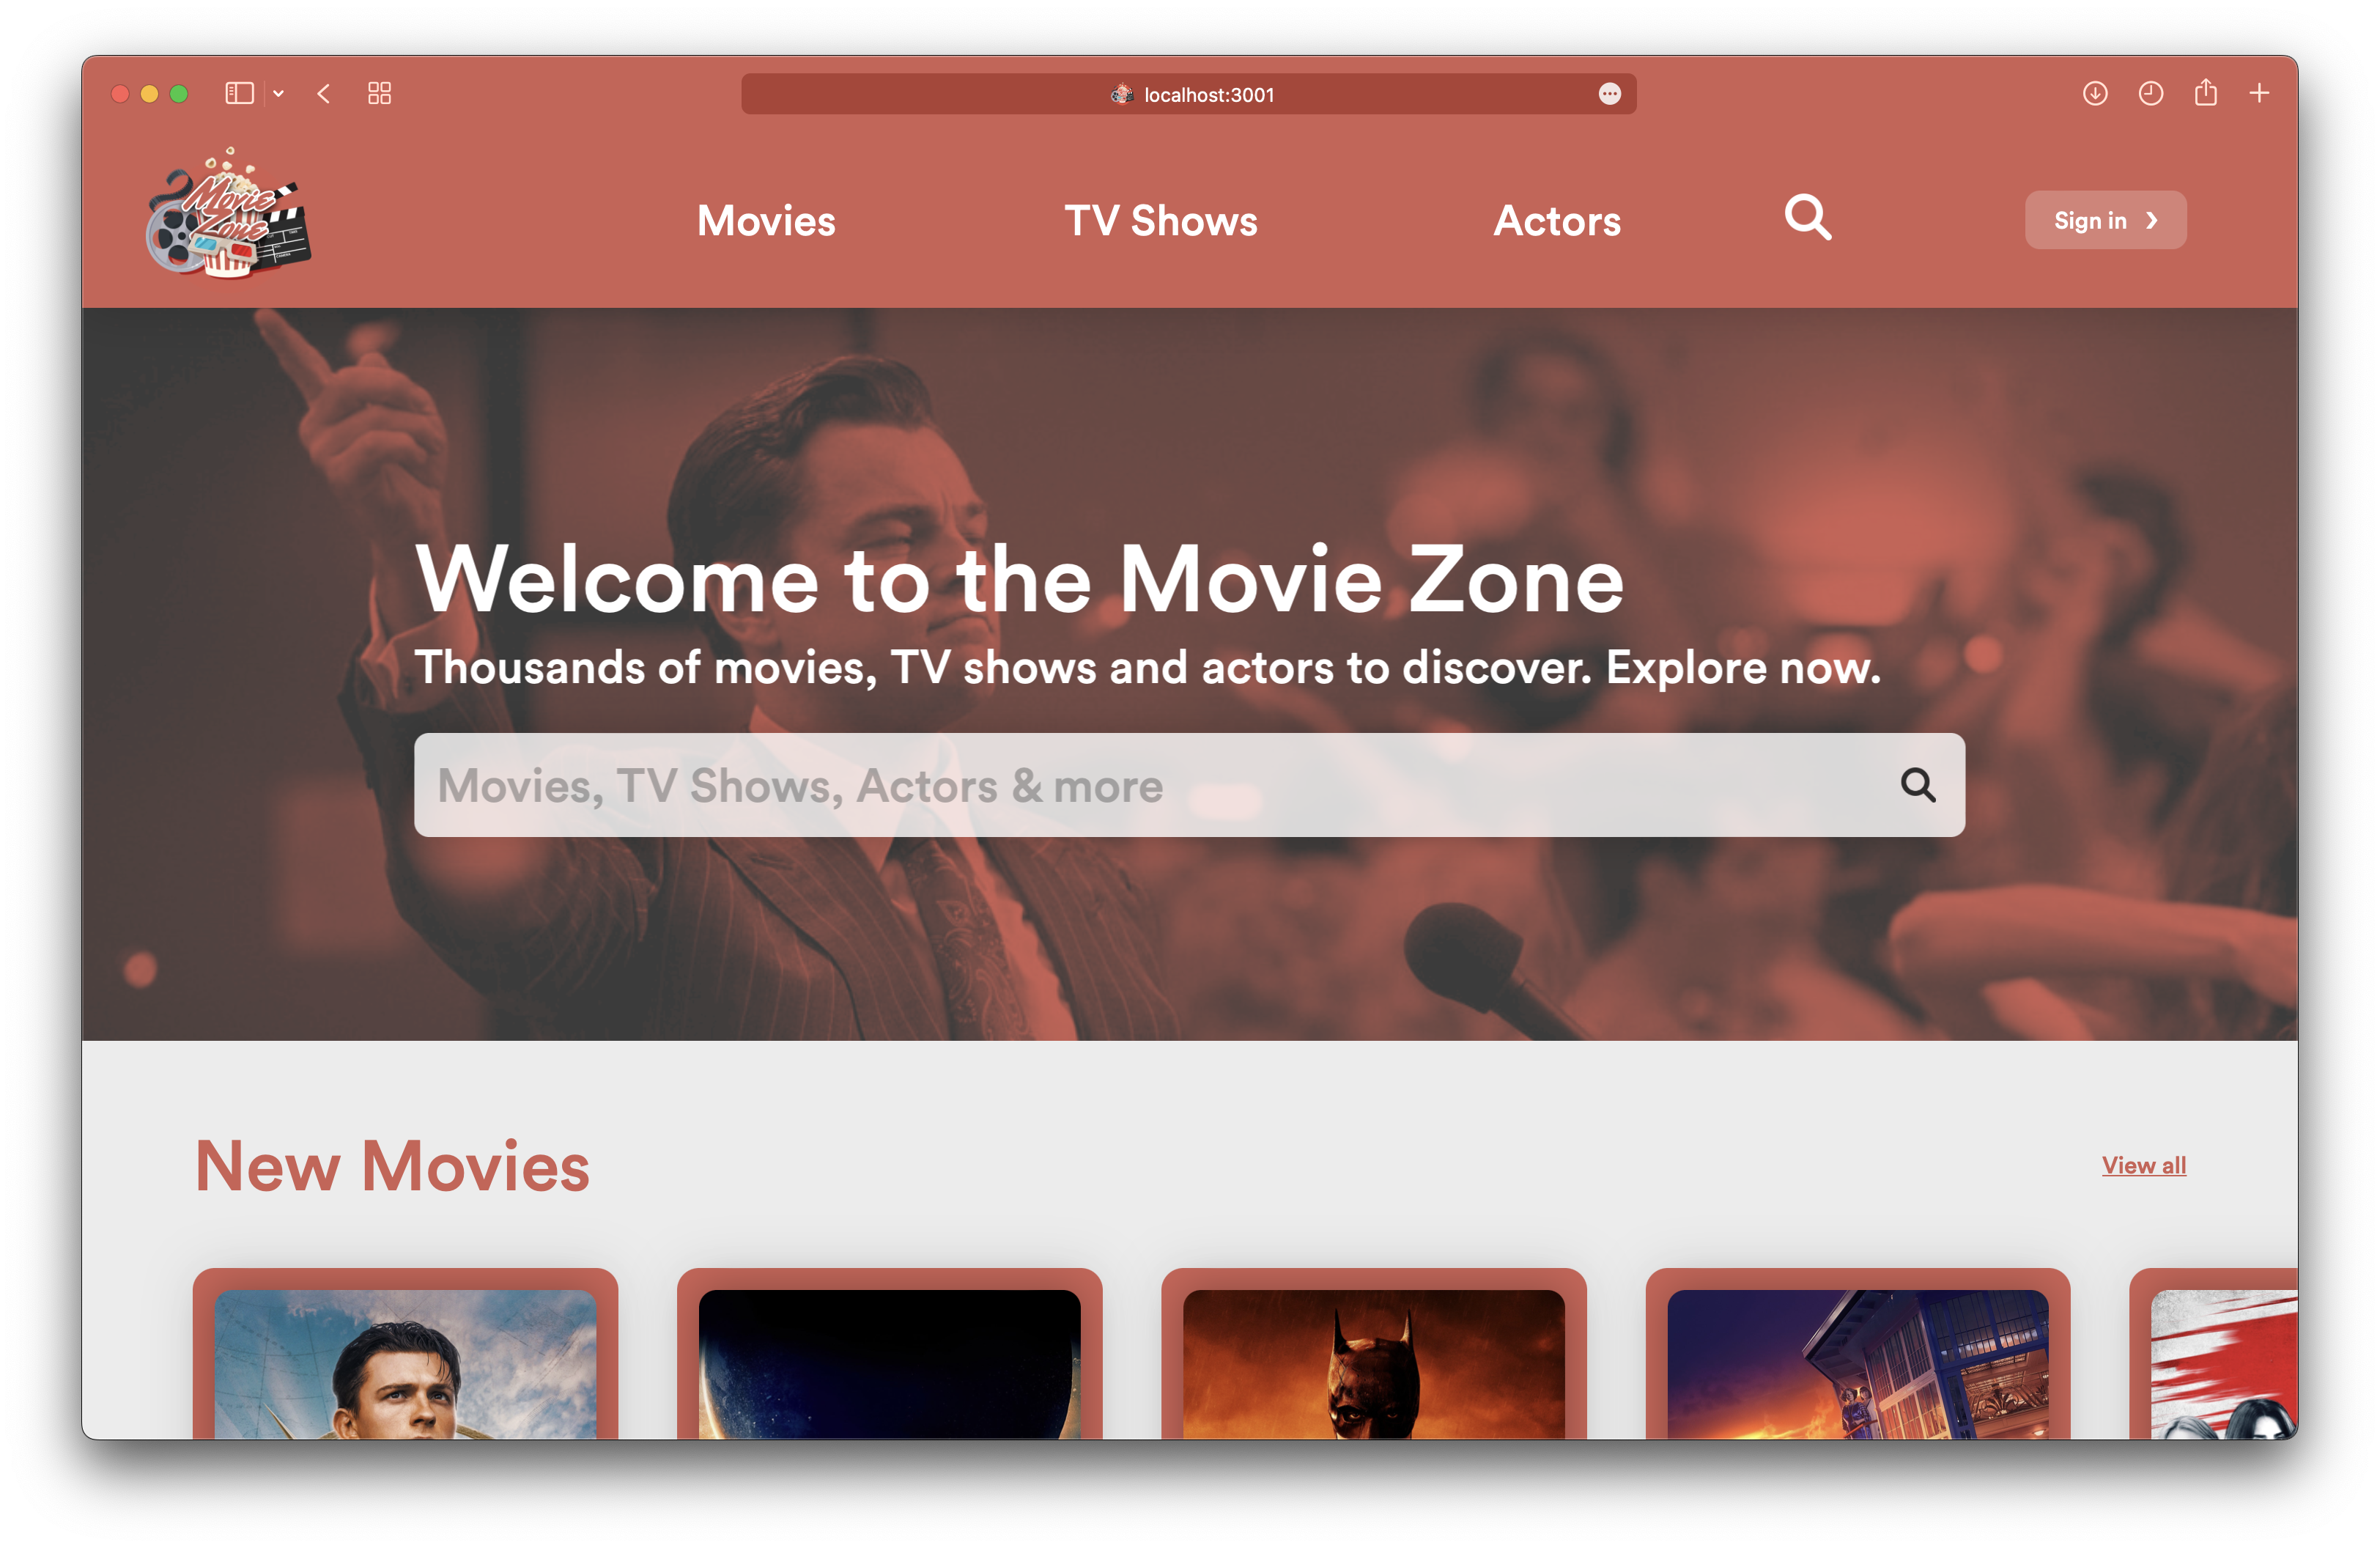 localhost:3001
Movie
Zone
Movies
TV Shows
Actors
Sign in
Welcome to the Movie Zone
Thousands of movies, TV shows and actors to discover. Explore now.
Movies, TV Shows, Actors & more
New Movies
View all